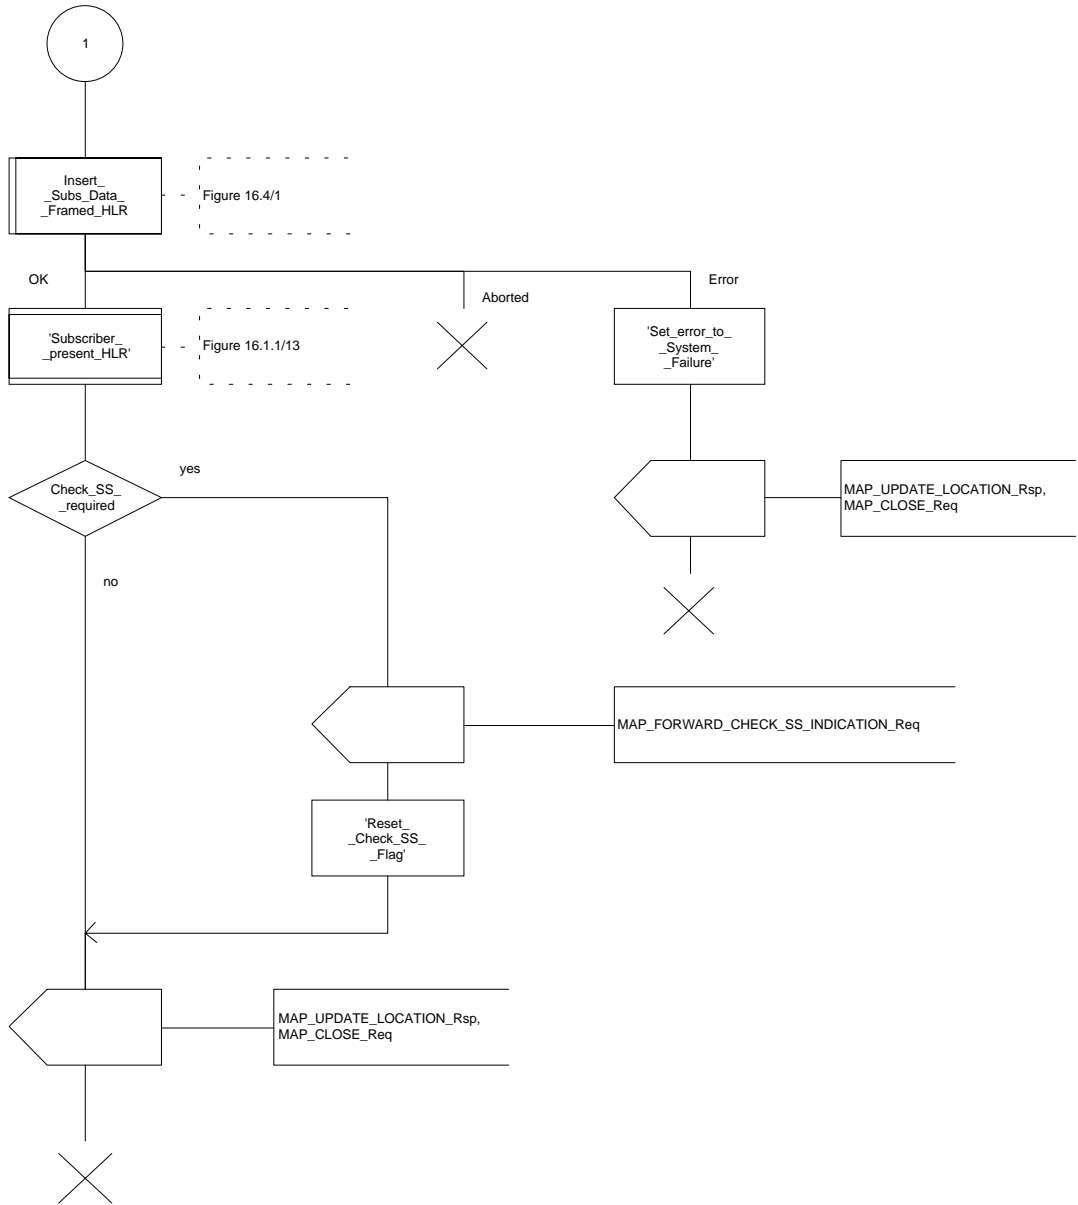 1
Insert_
_Subs_Data_
_Framed_HLR
Figure 16.4/1
OK
Aborted
Error
'Subscriber_
_present_HLR'
Figure 16.1.1/13
'Set_error_to_
_System_
_Failure'
Check_SS_
_required
yes
MAP_UPDATE_LOCATION_Rsp,
MAP_CLOSE_Req
no
MAP_FORWARD_CHECK_SS_INDICATION_Req
'Reset_
_Check_SS_
_Flag'
MAP_UPDATE_LOCATION_Rsp,
MAP_CLOSE_Req